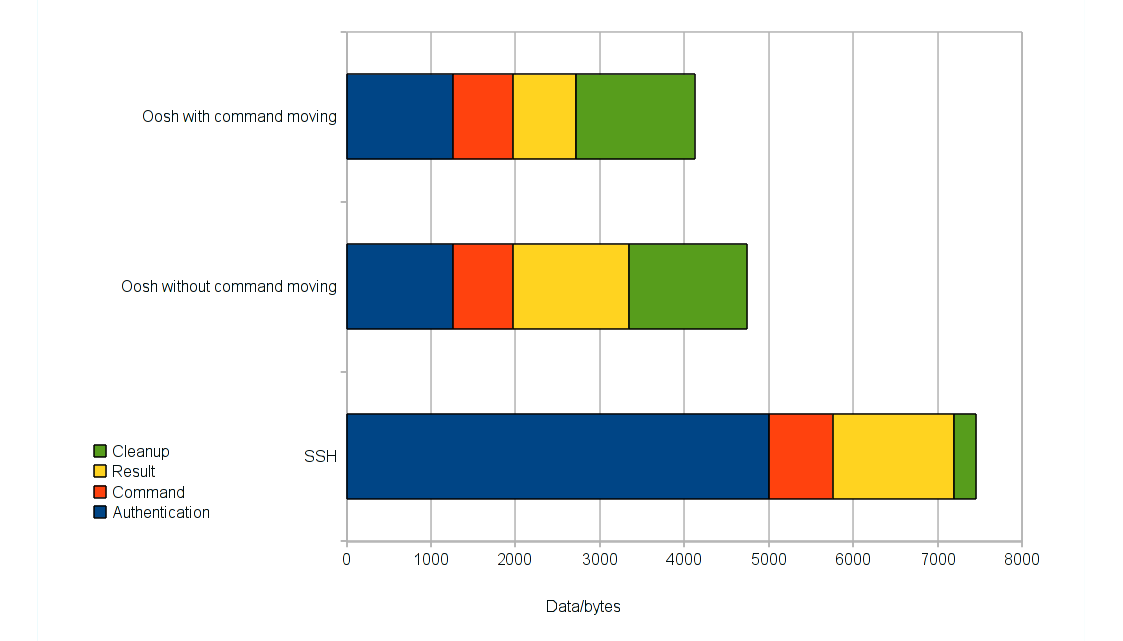 Oosh with command moving
Oosh without command moving
SSH
Cleanup
Result
Command
Authentication
0 1000 2000 3000 4000 5000 6000 7000 8000
Data/bytes